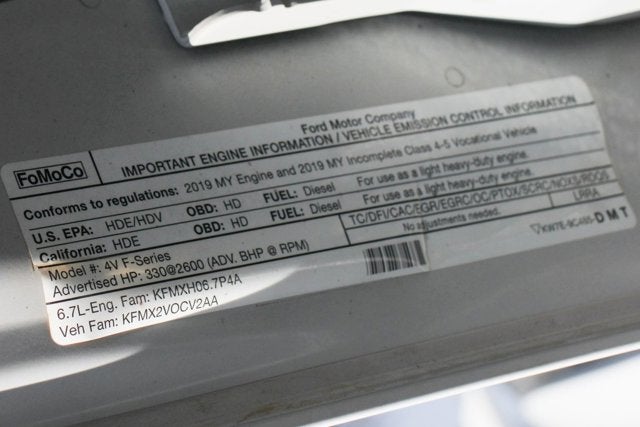 Ford Motor Company
FoMoCo
IMPORTANT ENGINE INFORMATION / VEHICLE EMISSION CONTROL INFORMATION
Conforms to regulations: 2019 MY Engine and 2019 MY Incomplete Class 4-5 Vocational Vehicle
U.S. EPA: HDE/HDV OBD: HD FUEL: Diesel For use as a light heavy-duty engine.
California: HDE OBD: HD FUEL: Diesel For use as a light heavy-duty engine.
Model #: 4V F-Series TC/DFI/CAC/EGR/EGRC/OC/PTOX/SCRC/NOXS/RDQS
Advertised HP: 330@2600 (ADV. BHP @ RPM) No adjustments needed. LRRA
6.7L-Eng. Fam: KFMXH06.7P4A KW7E-9C485-DMT
Veh Fam: KFMX2VOCV2AA